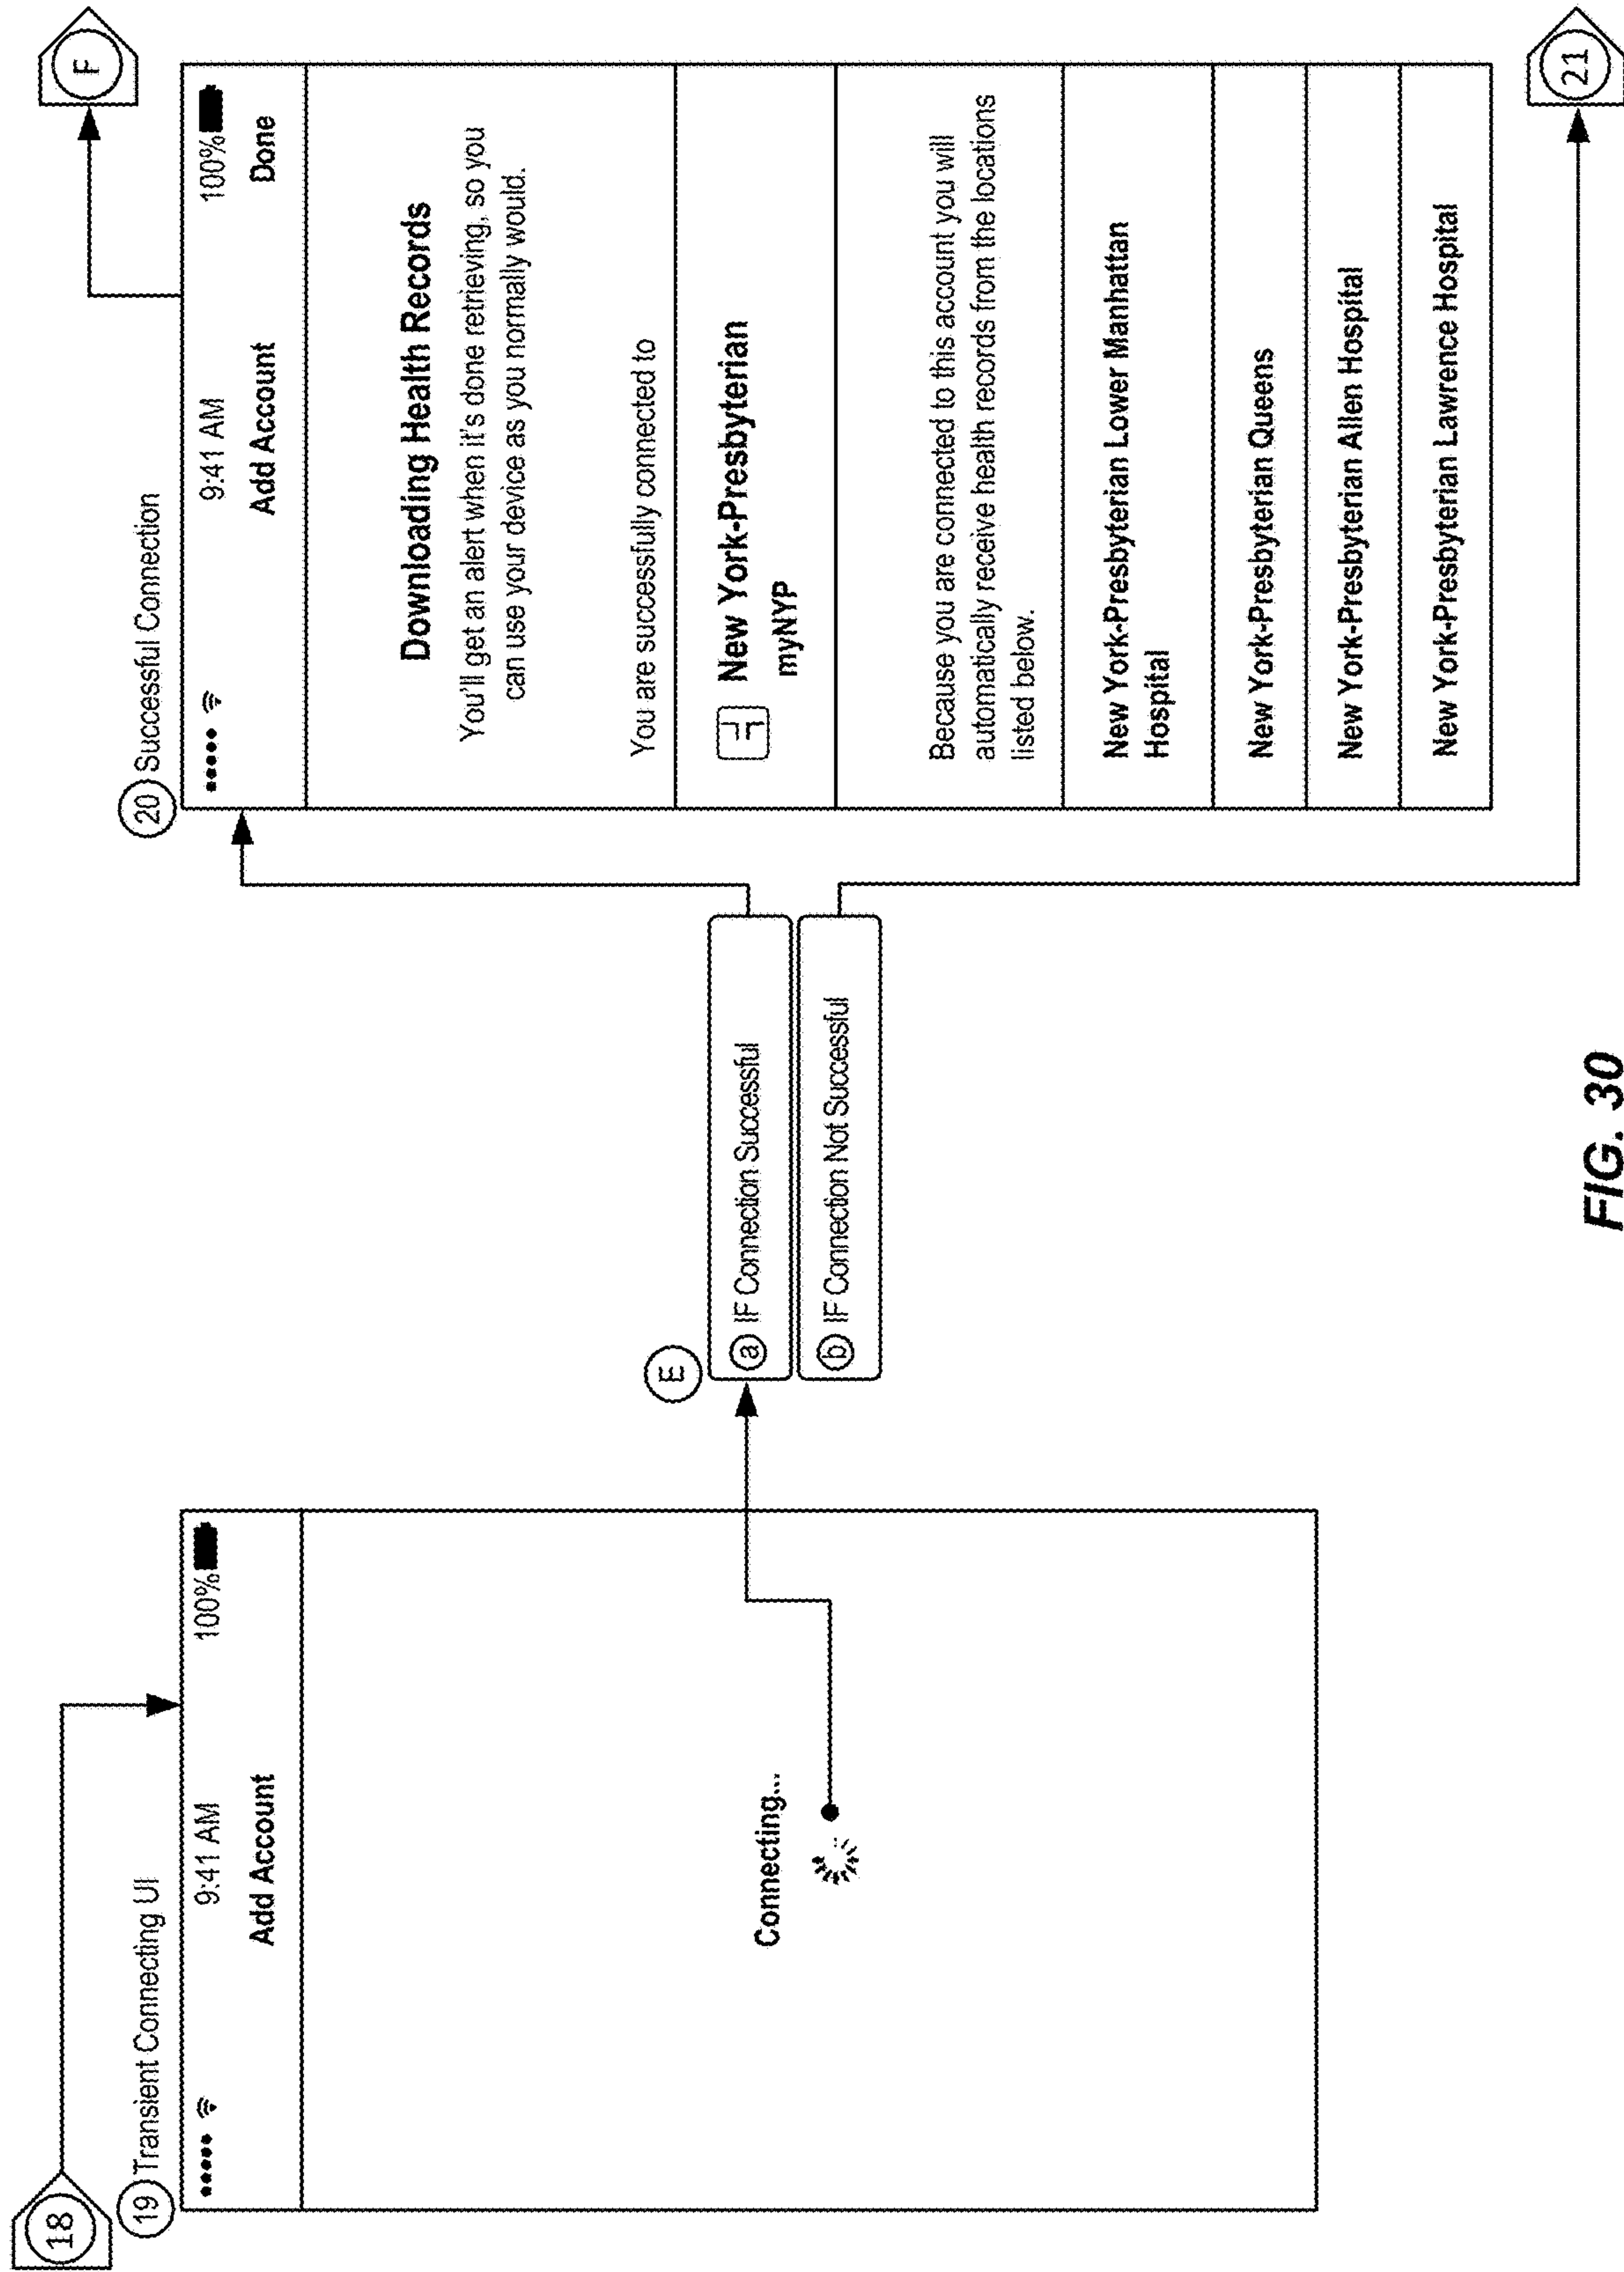 18
19 Transient Connecting UI
9:41 AM 100%
Add Account
Connecting...
E
a IF Connection Successful
b IF Connection Not Successful
20 Successful Connection
F
9:41 AM 100%
Add Account Done
Downloading Health Records
You'll get an alert when it's done retrieving, so you
can use your device as you normally would.
You are successfully connected to
New York-Presbyterian
myNYP
Because you are connected to this account you will
automatically receive health records from the locations
listed below.
New York-Presbyterian Lower Manhattan
Hospital
New York-Presbyterian Queens
New York-Presbyterian Allen Hospital
New York-Presbyterian Lawrence Hospital
21
FIG. 30